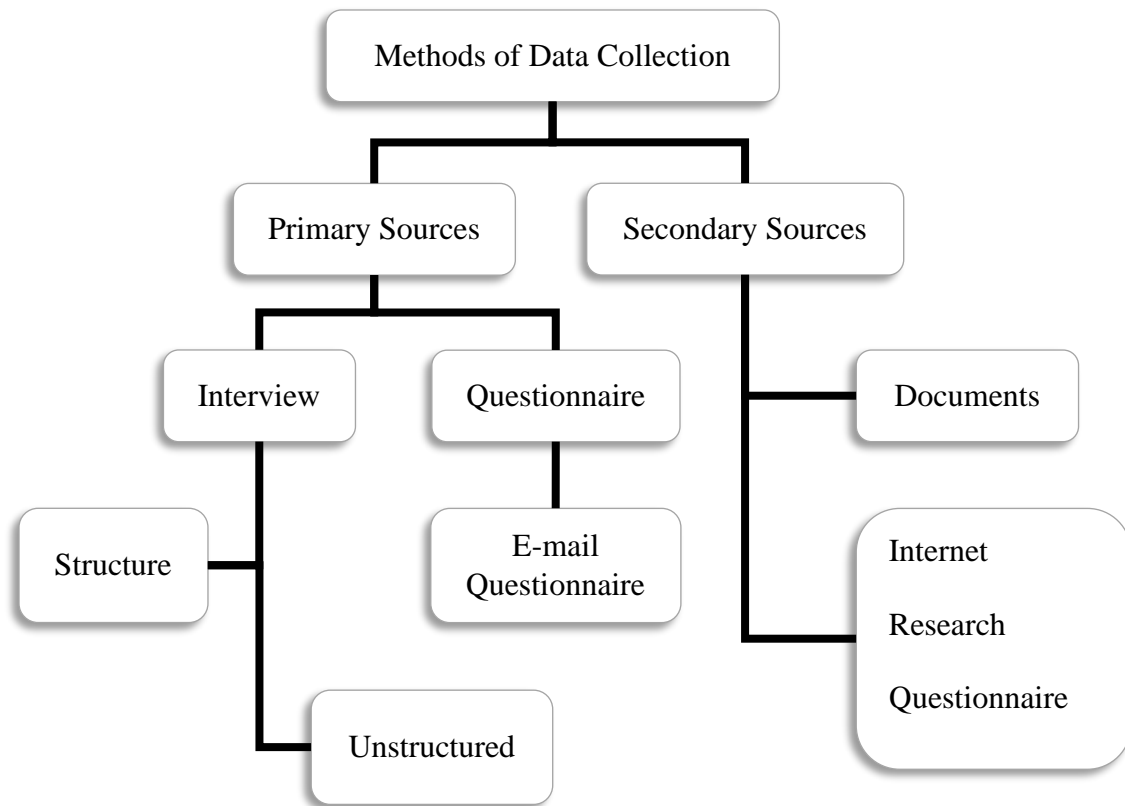 Methods of Data Collection
Primary Sources
Secondary Sources
Interview
Questionnaire
Documents
Structure
E-mail
Questionnaire
Internet
Research
Questionnaire
Unstructured